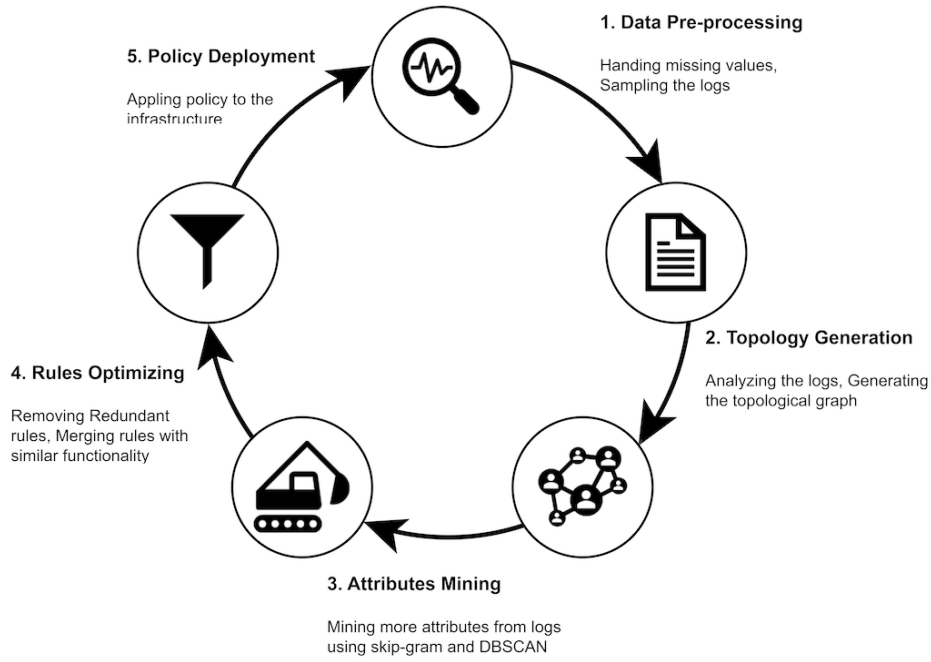 1. Data Pre-processing
Handing missing values,
Sampling the logs
2. Topology Generation
Analyzing the logs, Generating
the topological graph
3. Attributes Mining
Mining more attributes from logs
using skip-gram and DBSCAN
4. Rules Optimizing
Removing Redundant
rules, Merging rules with
similar functionality
5. Policy Deployment
Appling policy to the
infrastructure